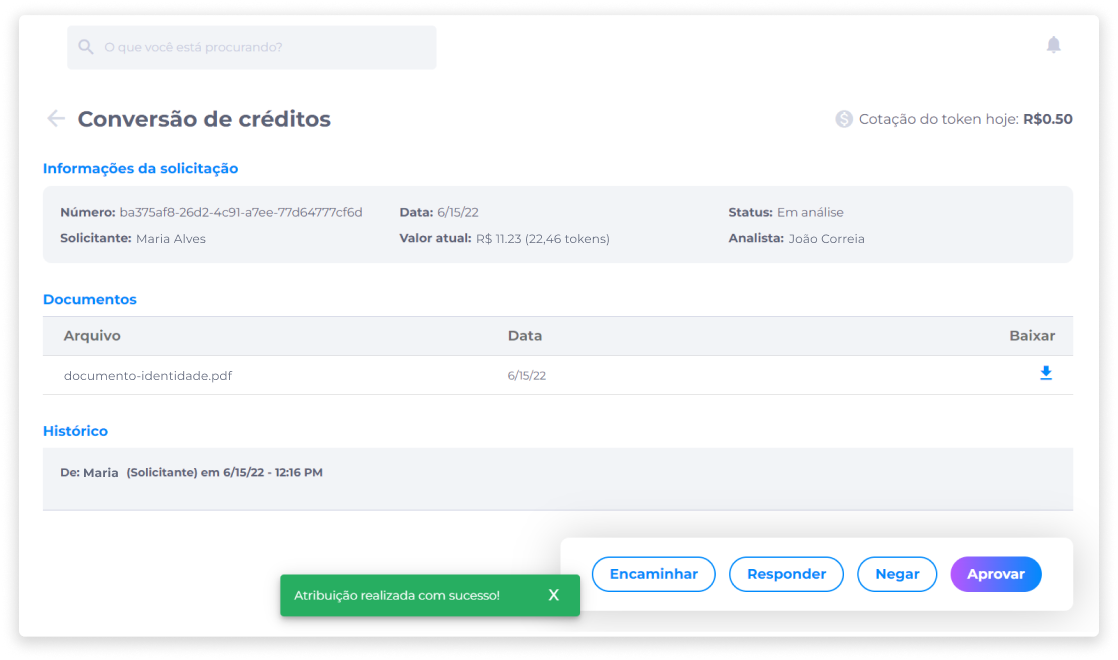 O que você está procurando?
Conversão de créditos
Cotação do token hoje: R$0.50
Informações da solicitação
Número: ba375af8-26d2-4c91-a7ee-77d64777cf6d Data: 6/15/22 Status: Em análise
Solicitante: Maria Alves Valor atual: R$ 11.23 (22,46 tokens) Analista: João Correia
Documentos
Arquivo Data Baixar
documento-identidade.pdf 6/15/22
Histórico
De: Maria (Solicitante) em 6/15/22 - 12:16 PM
Encaminhar Responder Negar Aprovar
Atribuição realizada com sucesso! X